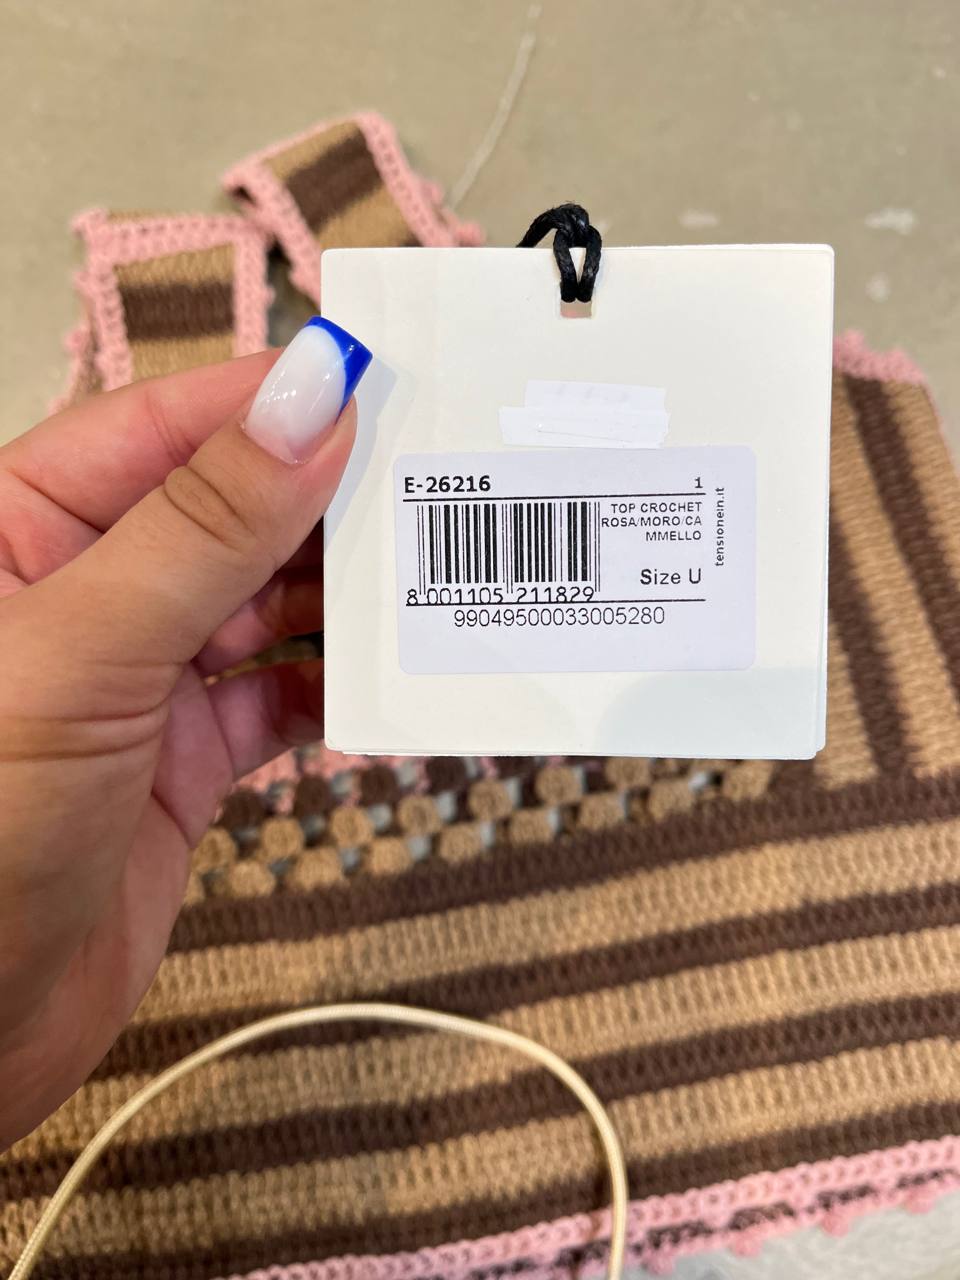 E-26216 1
TOP CROCHET
ROSA/MORO/CA
MMELLO
tensionein.it
Size U
8 001105 211829
99049500033005280